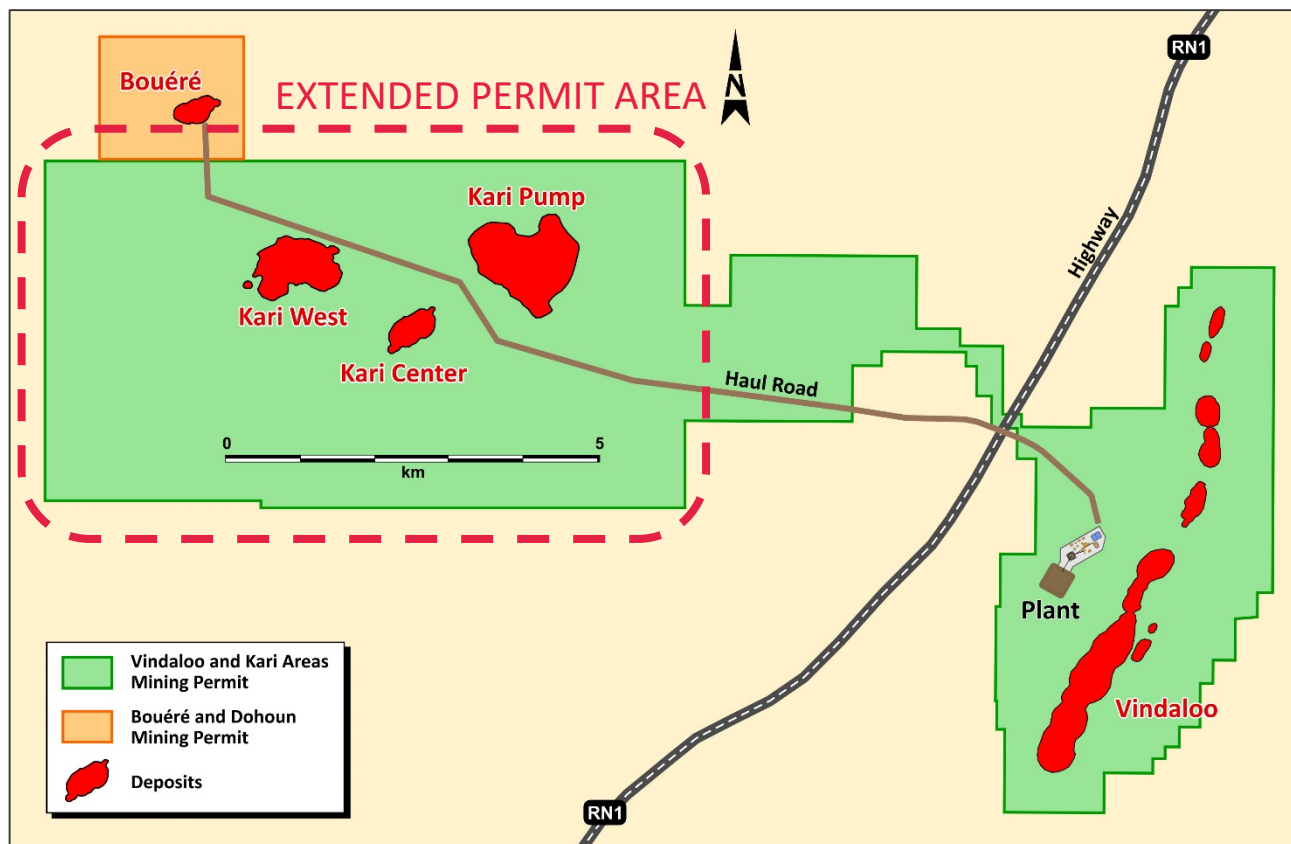 RN1
Bouéré
EXTENDED PERMIT AREA
N
Kari Pump
Highway
Kari West
Kari Center
Haul Road
0 5
km
Plant
Vindaloo
Vindaloo and Kari Areas
Mining Permit
Bouéré and Dohoun
Mining Permit
Deposits
RN1